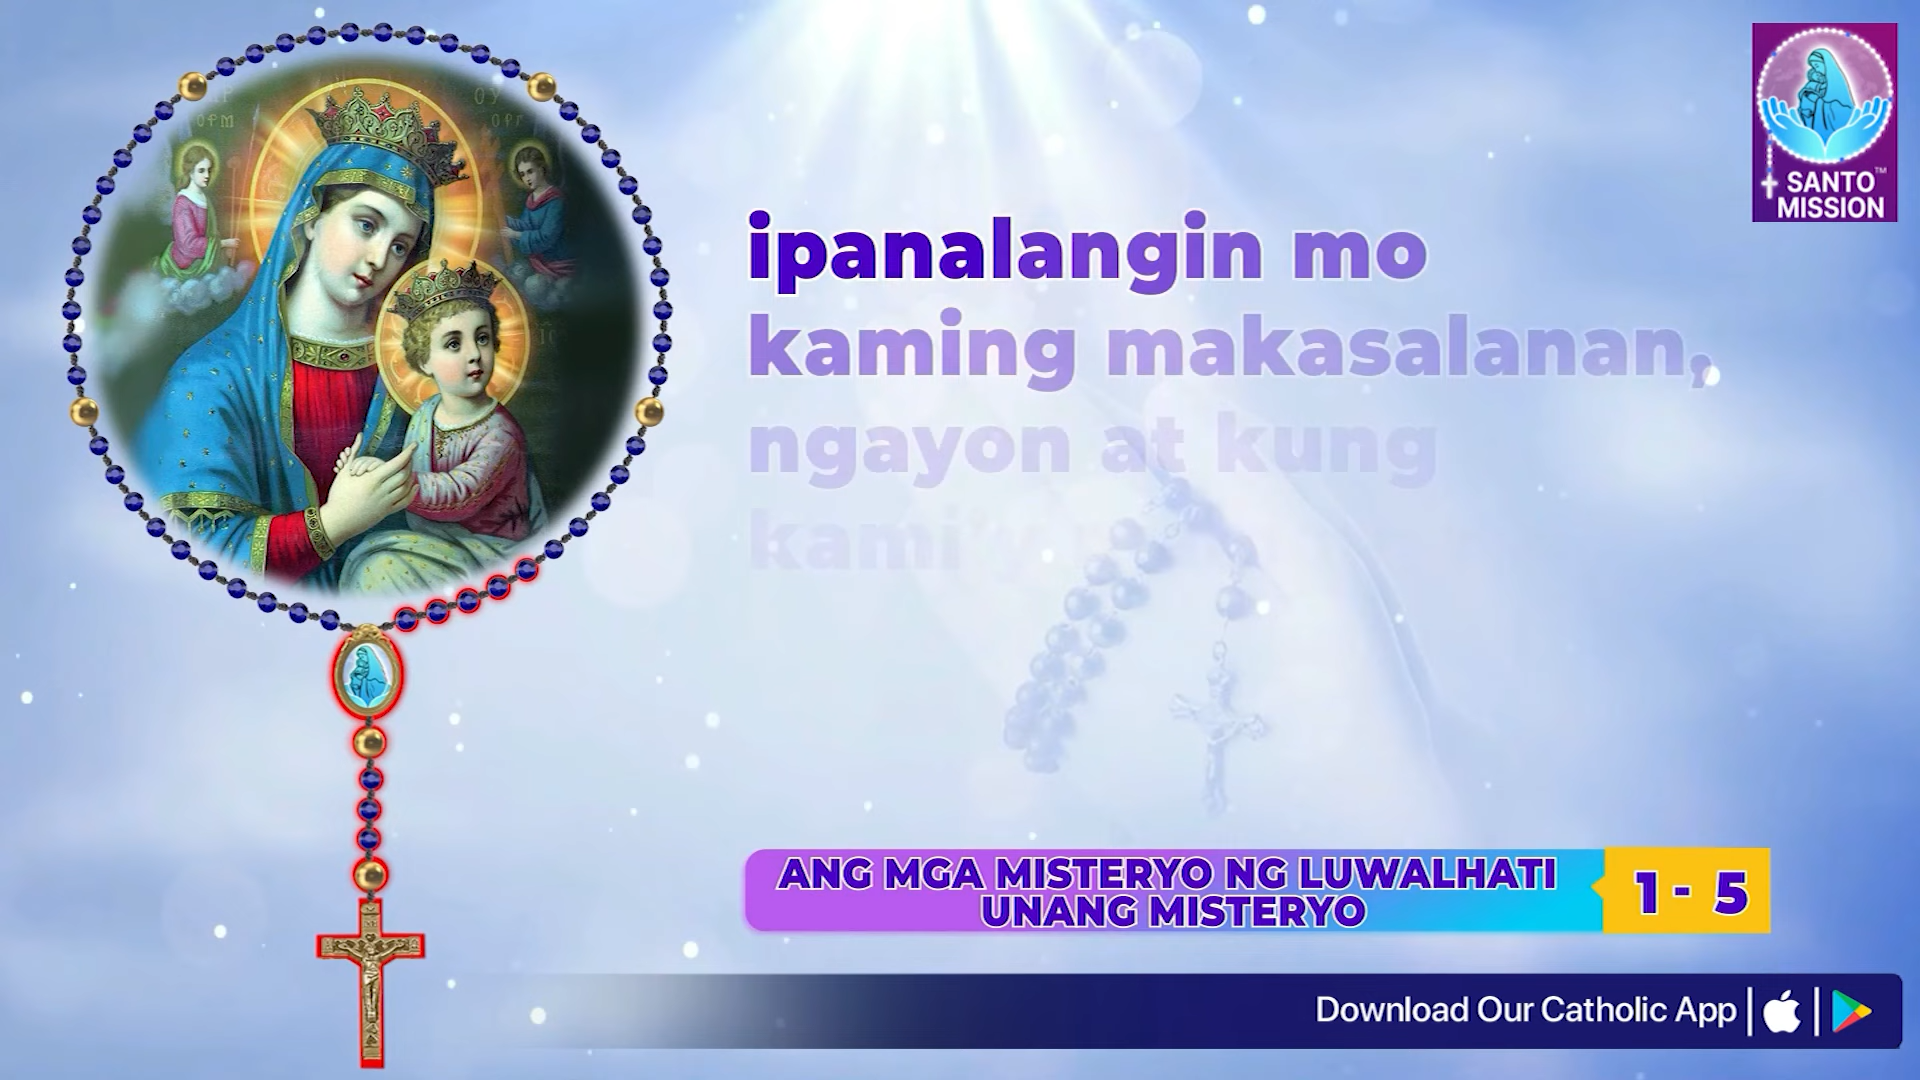 SANTO™
MISSION
ipanalangin mo
kaming makasalanan,
ngayon at kung
ANG MGA MISTERYO NG LUWALHATI
UNANG MISTERYO
1 - 5
Download Our Catholic App